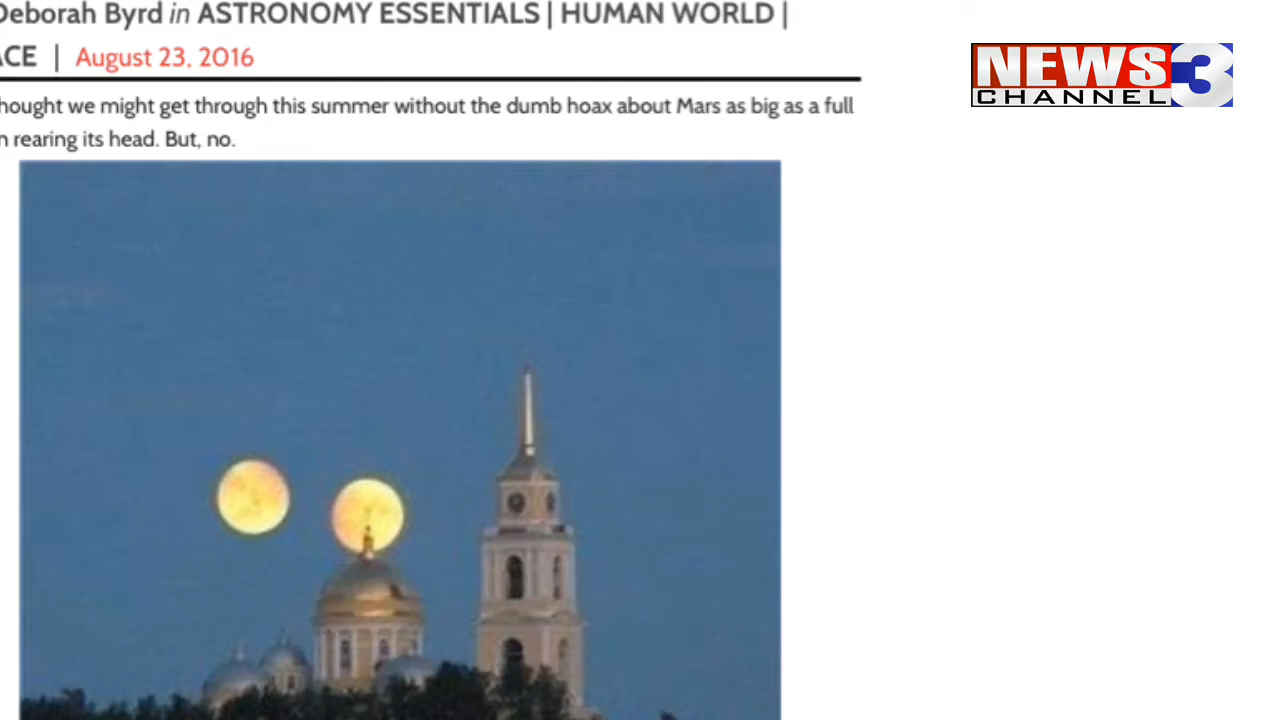 Deborah Byrd in ASTRONOMY ESSENTIALS | HUMAN WORLD |
ACE | August 23, 2016
hought we might get through this summer without the dumb hoax about Mars as big as a full
n rearing its head. But, no.
NEWS 3
CHANNEL